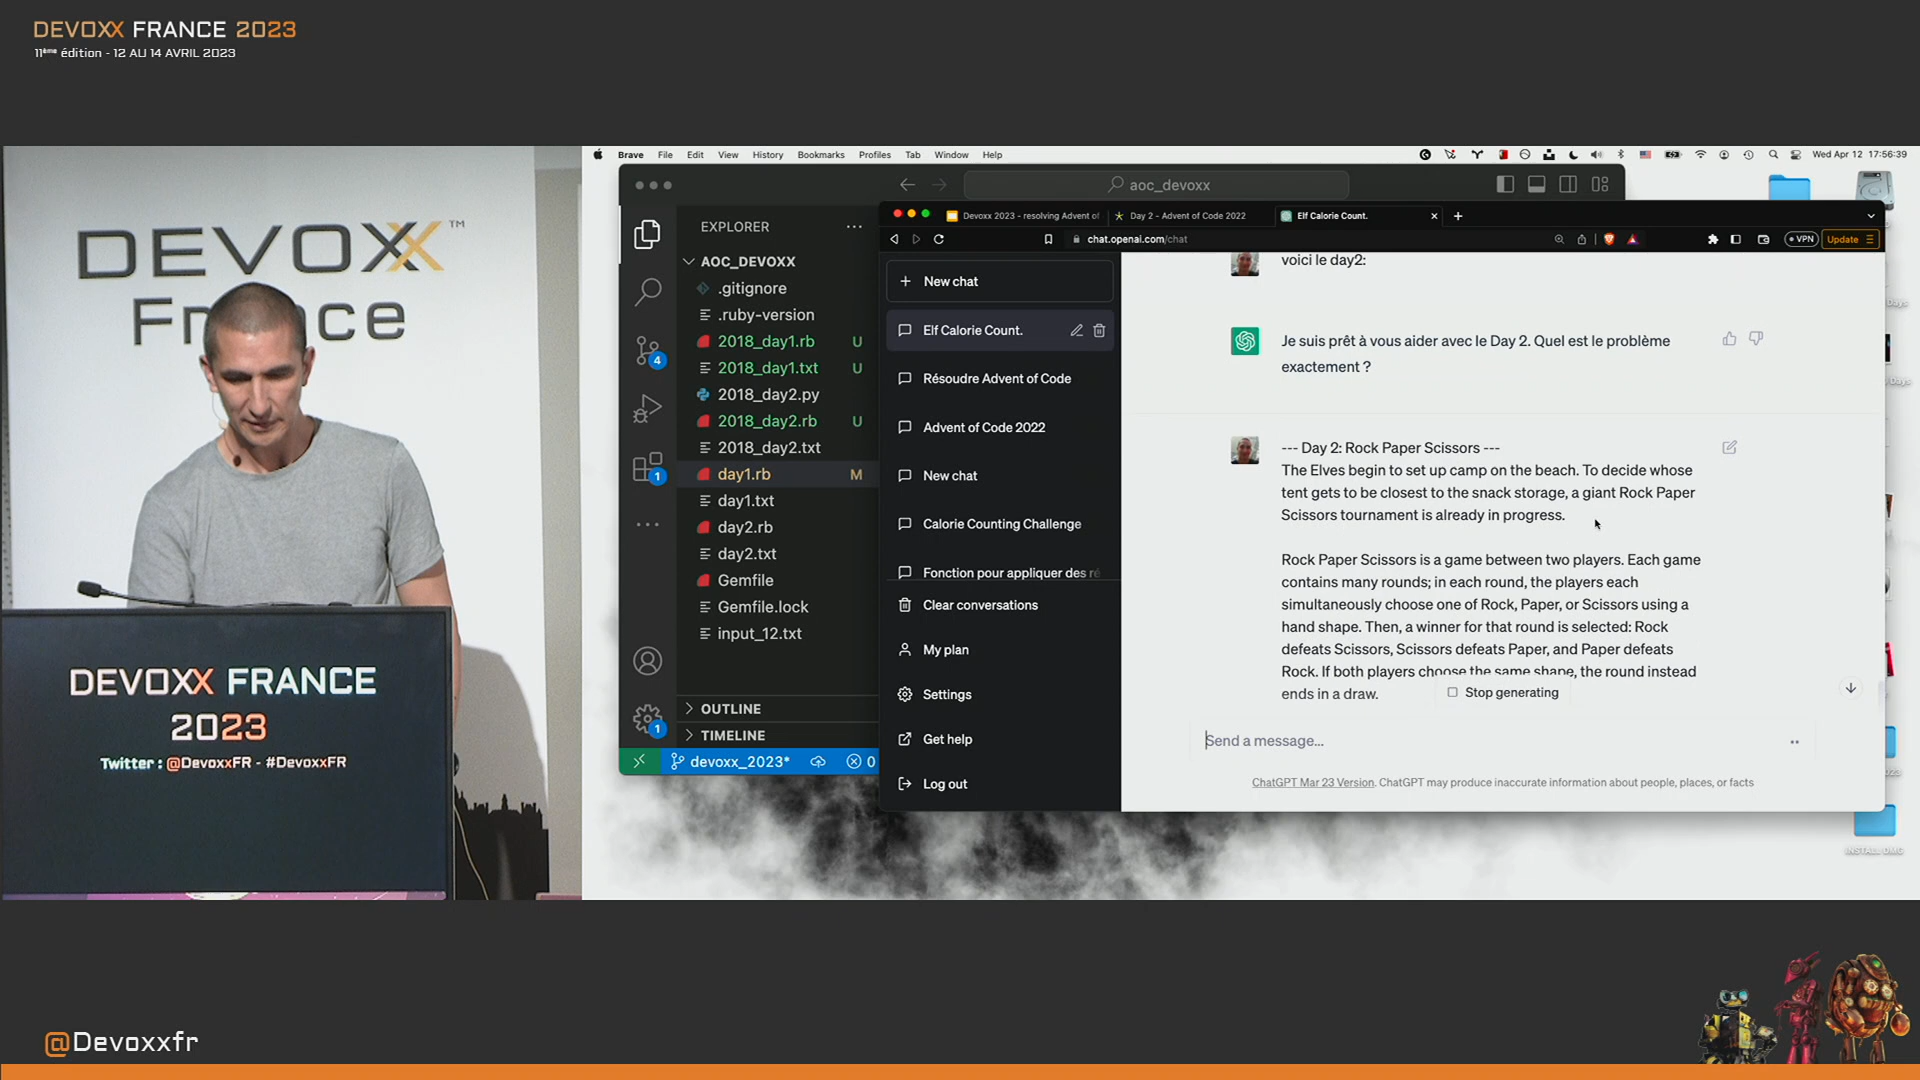 DEVOXX FRANCE 2023
11ème édition - 12 AU 14 AVRIL 2023
DEVOXX™
France
DEVOXX FRANCE
2023
Twitter : @DevoxxFR - #DevoxxFR
Brave File Edit View History Bookmarks Profiles Tab Window Help
Wed Apr 12 17:56:39
aoc_devoxx
Devoxx 2023 - resolving Advent of
Day 2 - Advent of Code 2022
Elf Calorie Count.
chat.openai.com/chat
VPN
Update
EXPLORER
AOC_DEVOXX
.gitignore
.ruby-version
2018_day1.rb U
2018_day1.txt U
2018_day2.py
2018_day2.rb U
2018_day2.txt
day1.rb M
day1.txt
day2.rb
day2.txt
Gemfile
Gemfile.lock
input_12.txt
OUTLINE
TIMELINE
4
1
1
devoxx_2023* 0
New chat
Elf Calorie Count.
Résoudre Advent of Code
Advent of Code 2022
New chat
Calorie Counting Challenge
Fonction pour appliquer des ré
Clear conversations
My plan
Settings
Get help
Log out
voici le day2:
Je suis prêt à vous aider avec le Day 2. Quel est le problème
exactement ?
--- Day 2: Rock Paper Scissors ---
The Elves begin to set up camp on the beach. To decide whose
tent gets to be closest to the snack storage, a giant Rock Paper
Scissors tournament is already in progress.
Rock Paper Scissors is a game between two players. Each game
contains many rounds; in each round, the players each
simultaneously choose one of Rock, Paper, or Scissors using a
hand shape. Then, a winner for that round is selected: Rock
defeats Scissors, Scissors defeats Paper, and Paper defeats
Rock. If both players choose the same shape, the round instead
ends in a draw.
Stop generating
Send a message...
ChatGPT Mar 23 Version. ChatGPT may produce inaccurate information about people, places, or facts
INSTALL DMG
@Devoxxfr